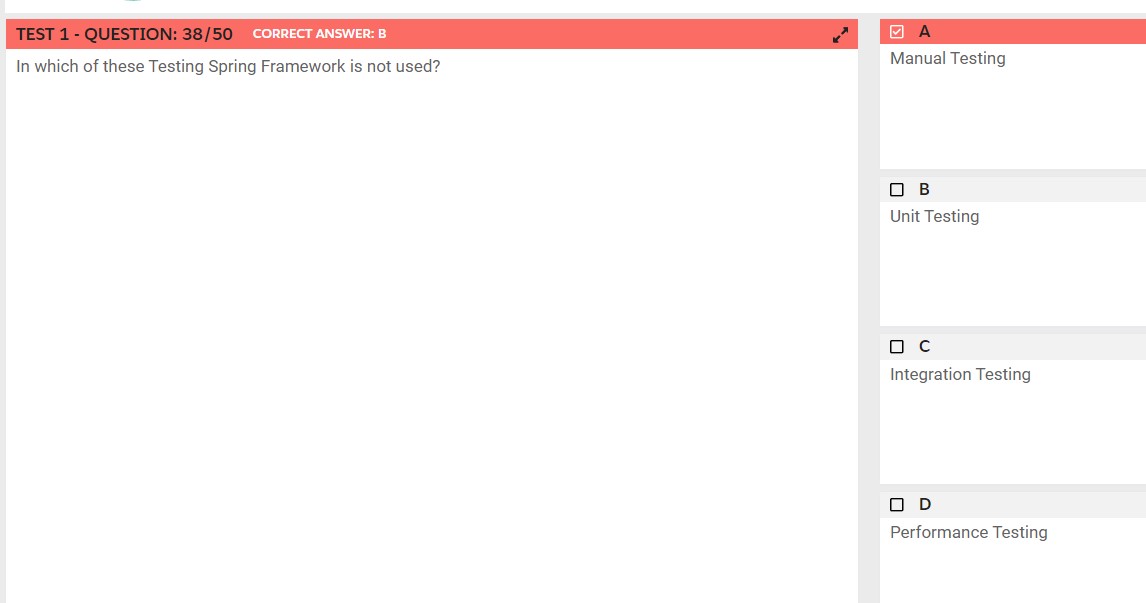 TEST 1 - QUESTION: 38/50 CORRECT ANSWER: B
In which of these Testing Spring Framework is not used?
A
Manual Testing
B
Unit Testing
C
Integration Testing
D
Performance Testing